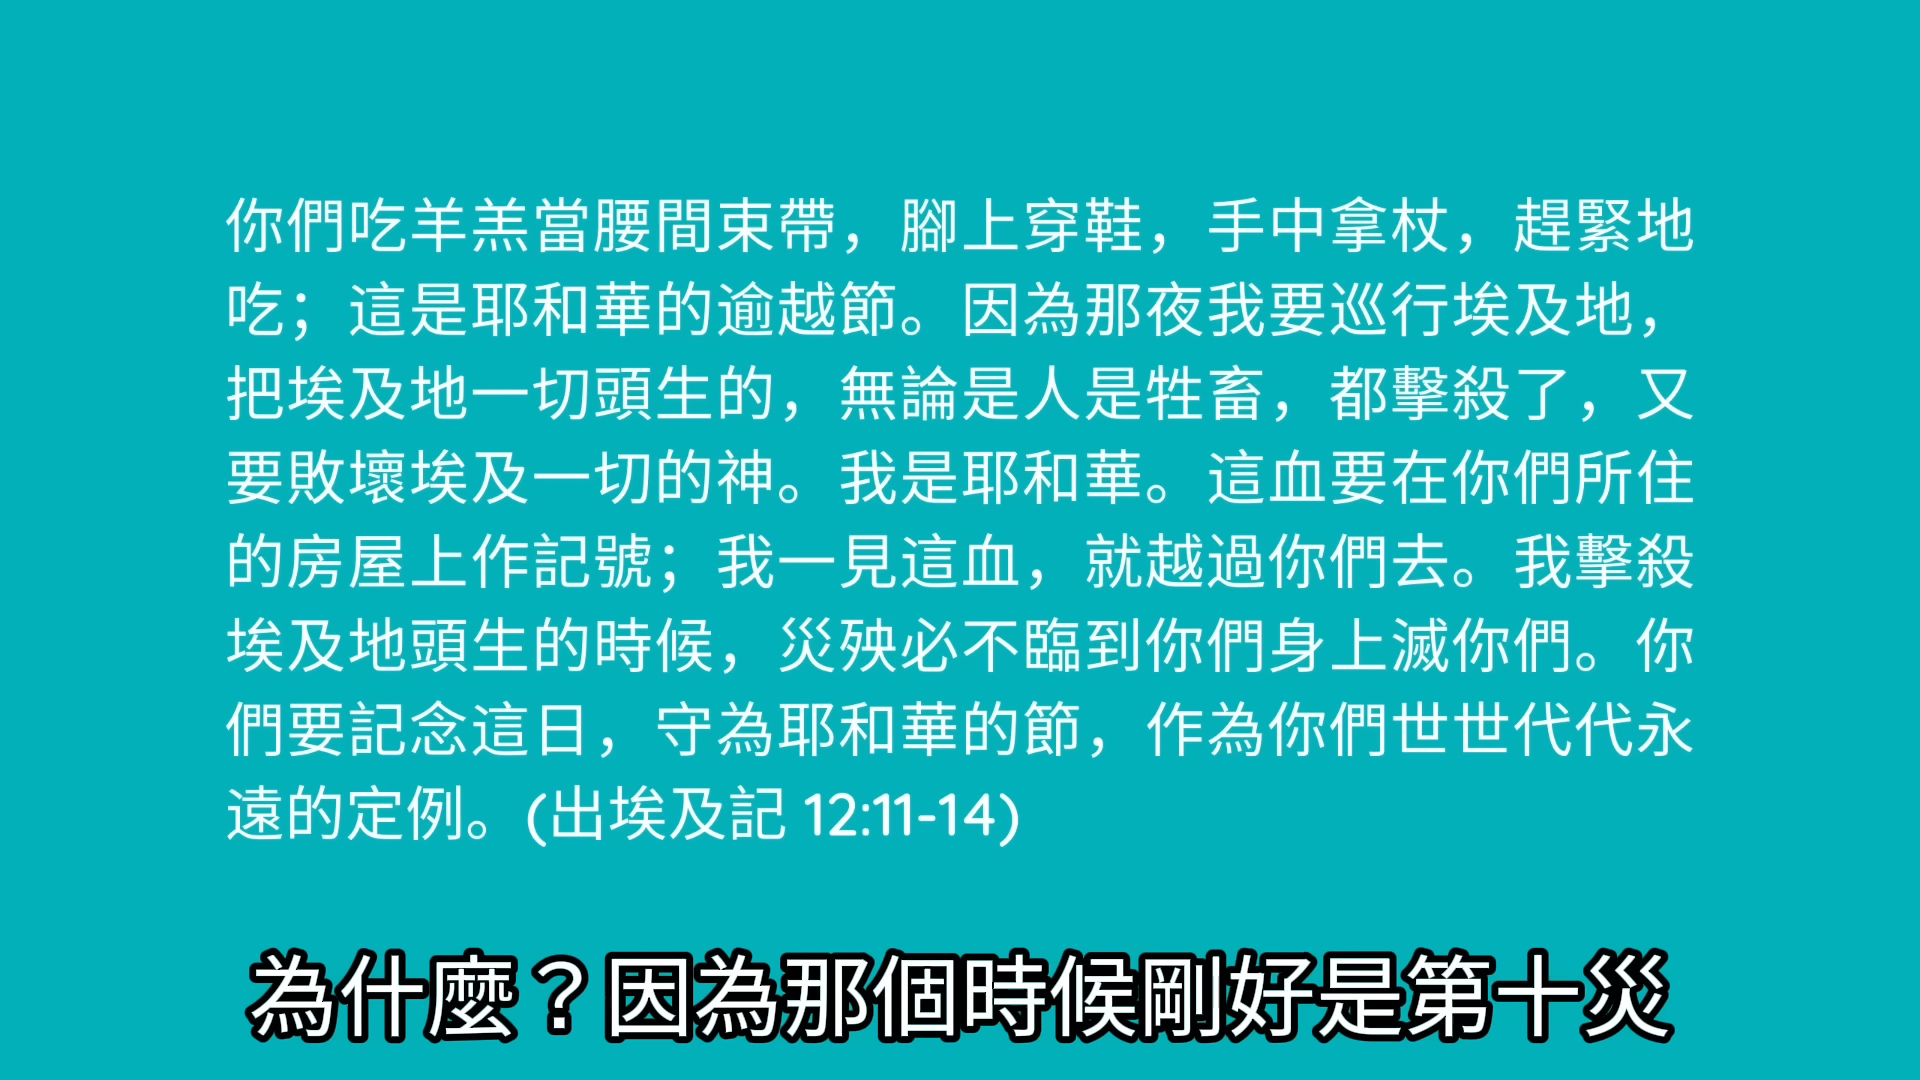 你們吃羊羔當腰間束帶，腳上穿鞋，手中拿杖，趕緊地
吃；這是耶和華的逾越節。因為那夜我要巡行埃及地，
把埃及地一切頭生的，無論是人是牲畜，都擊殺了，又
要敗壞埃及一切的神。我是耶和華。這血要在你們所住
的房屋上作記號；我一見這血，就越過你們去。我擊殺
埃及地頭生的時候，災殃必不臨到你們身上滅你們。你
們要記念這日，守為耶和華的節，作為你們世世代代永
遠的定例。(出埃及記 12:11-14)
為什麼？因為那個時候剛好是第十災